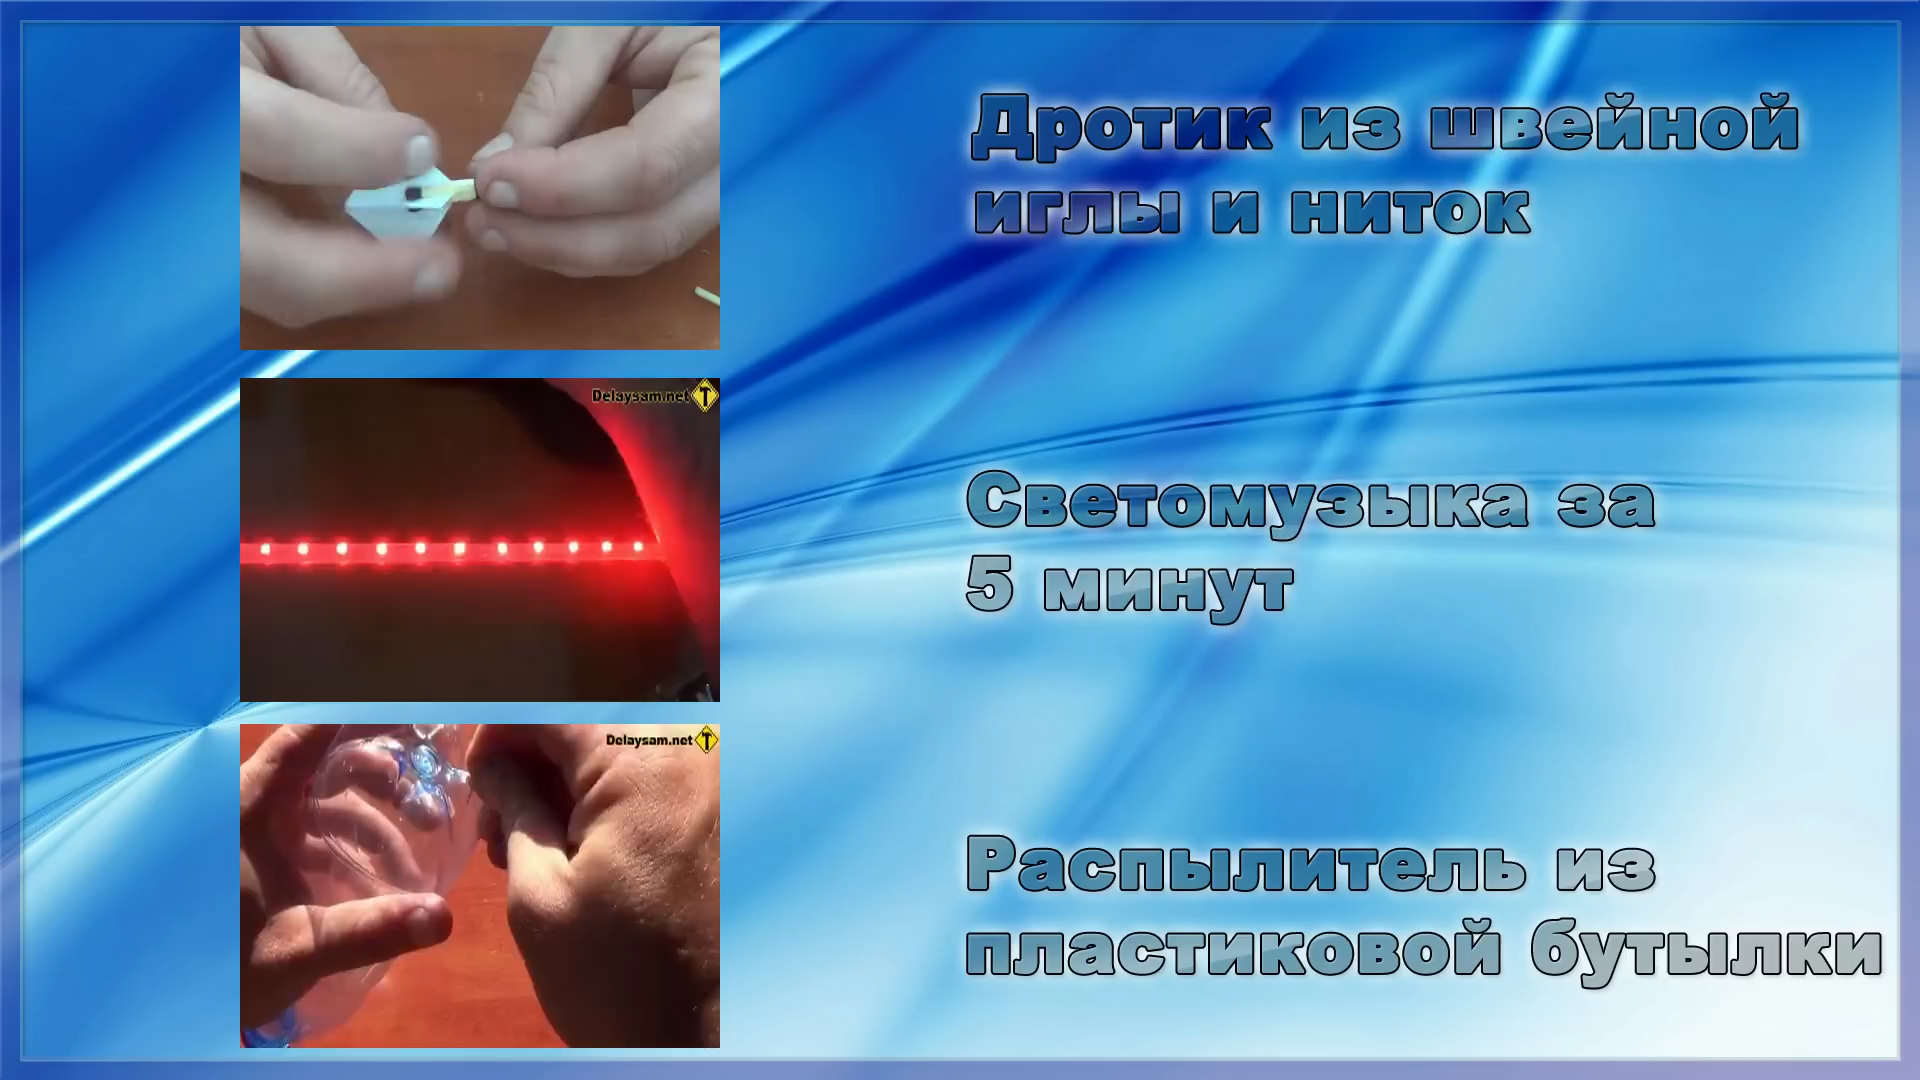 Дротик из швейной
иглы и ниток
Delaysam.net
Светомузыка за
5 минут
Delaysam.net
Распылитель из
пластиковой бутылки